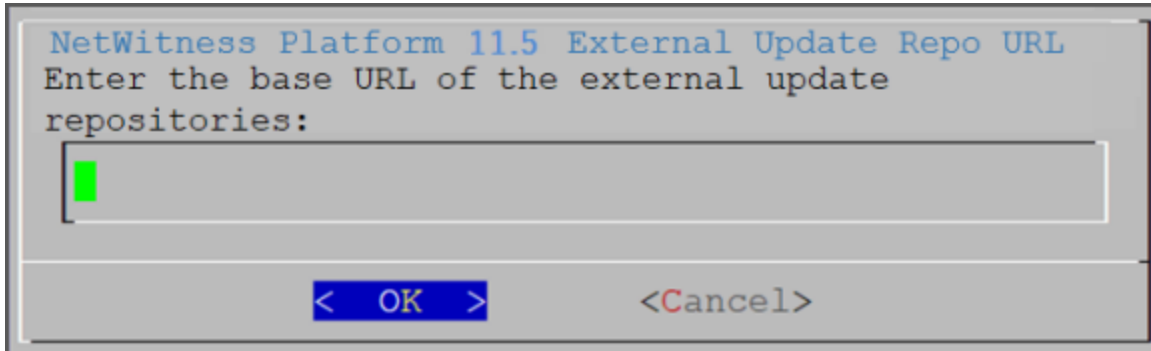 NetWitness Platform 11.5 External Update Repo URL
Enter the base URL of the external update
repositories:
< OK > <Cancel>